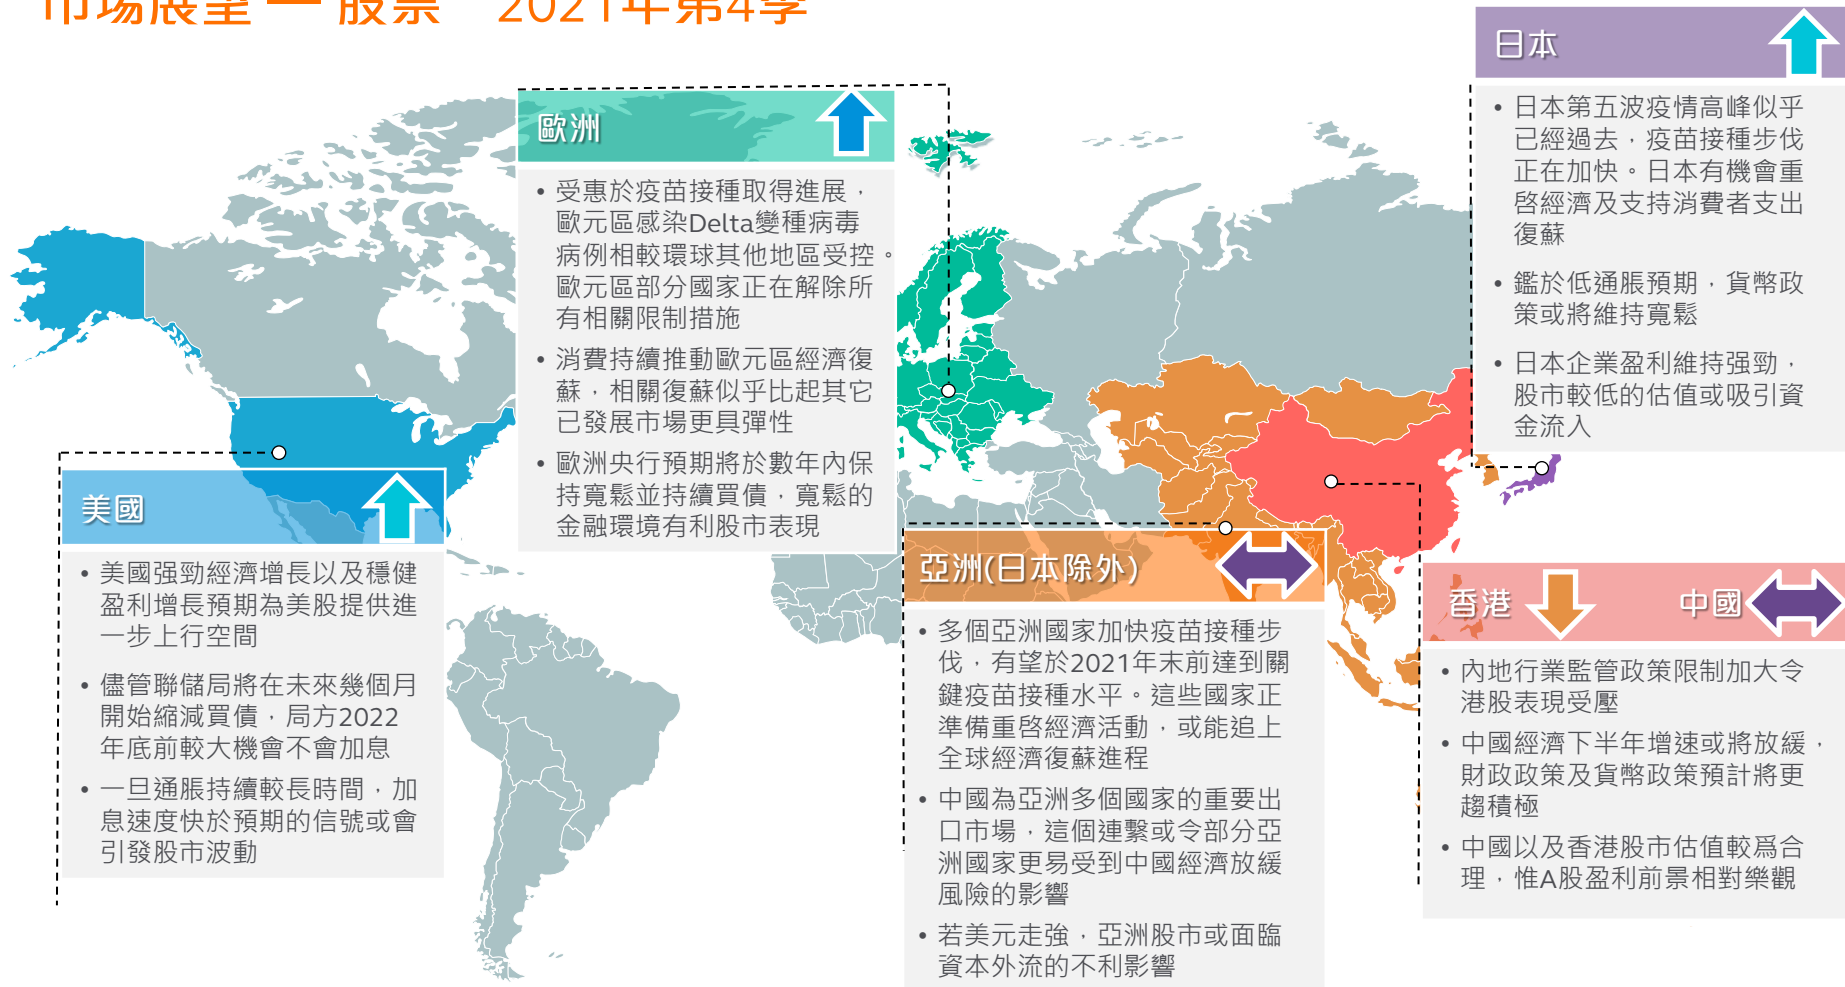 市場展望 — 股票 2021年第4季
日本
• 日本第五波疫情高峰似乎
已經過去，疫苗接種步伐
正在加快。日本有機會重
啓經濟及支持消費者支出
復蘇
• 鑑於低通脹預期，貨幣政
策或將維持寬鬆
• 日本企業盈利維持强勁，
股市較低的估值或吸引資
金流入
歐洲
• 受惠於疫苗接種取得進展，
歐元區感染Delta變種病毒
病例相較環球其他地區受控。
歐元區部分國家正在解除所
有相關限制措施
• 消費持續推動歐元區經濟復
蘇，相關復蘇似乎比起其它
已發展市場更具彈性
• 歐洲央行預期將於數年內保
持寬鬆並持續買債，寬鬆的
金融環境有利股市表現
美國
• 美國强勁經濟增長以及穩健
盈利增長預期為美股提供進
一步上行空間
• 儘管聯儲局將在未來幾個月
開始縮減買債，局方2022
年底前較大機會不會加息
• 一旦通脹持續較長時間，加
息速度快於預期的信號或會
引發股市波動
亞洲(日本除外)
• 多個亞洲國家加快疫苗接種步
伐，有望於2021年末前達到關
鍵疫苗接種水平。這些國家正
準備重啓經濟活動，或能追上
全球經濟復蘇進程
• 中國為亞洲多個國家的重要出
口市場，這個連繫或令部分亞
洲國家更易受到中國經濟放緩
風險的影響
• 若美元走強，亞洲股市或面臨
資本外流的不利影響
香港 中國
• 內地行業監管政策限制加大令
港股表現受壓
• 中國經濟下半年增速或將放緩，
財政政策及貨幣政策預計將更
趨積極
• 中國以及香港股市估值較爲合
理，惟A股盈利前景相對樂觀